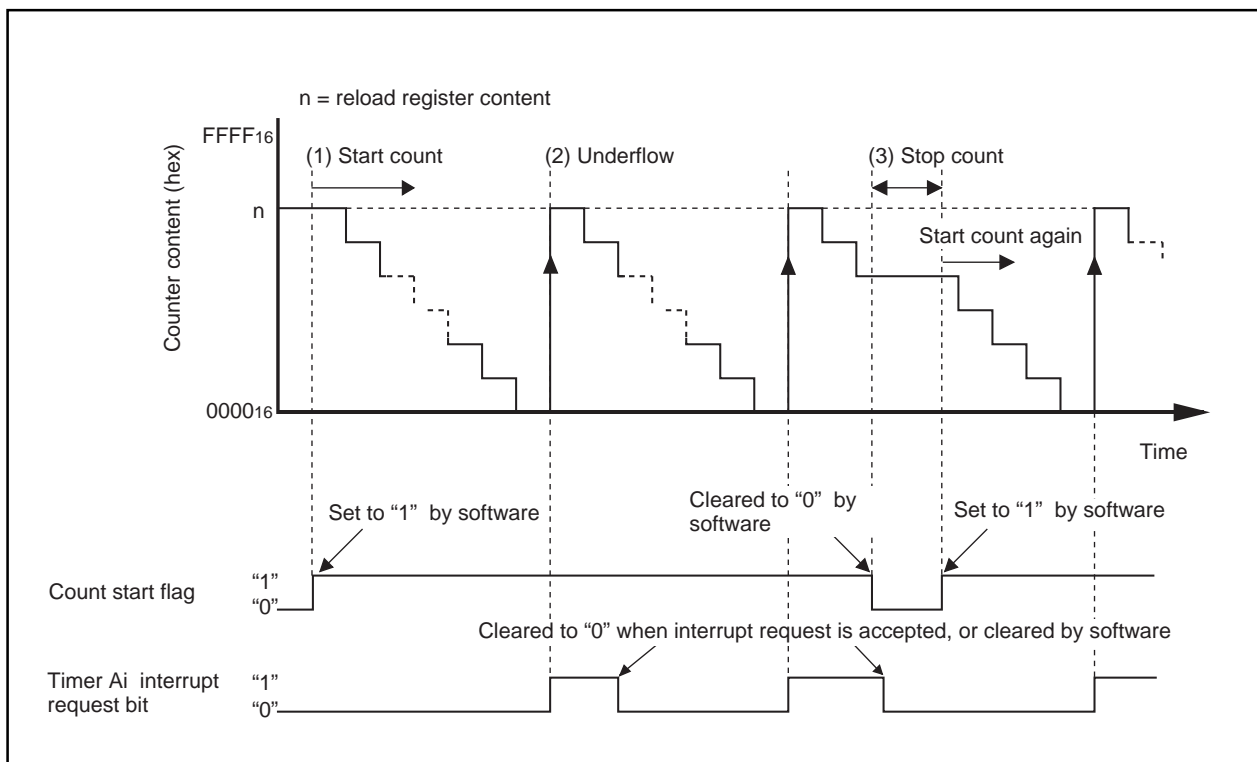 n = reload register content
FFFF16
(1) Start count
(2) Underflow
(3) Stop count
Counter content (hex)
n
Start count again
000016
Time
Set to “1” by software
Cleared to “0” by
software
Set to “1” by software
Count start flag
“1”
“0”
Cleared to “0” when interrupt request is accepted, or cleared by software
Timer Ai interrupt
request bit
“1”
“0”